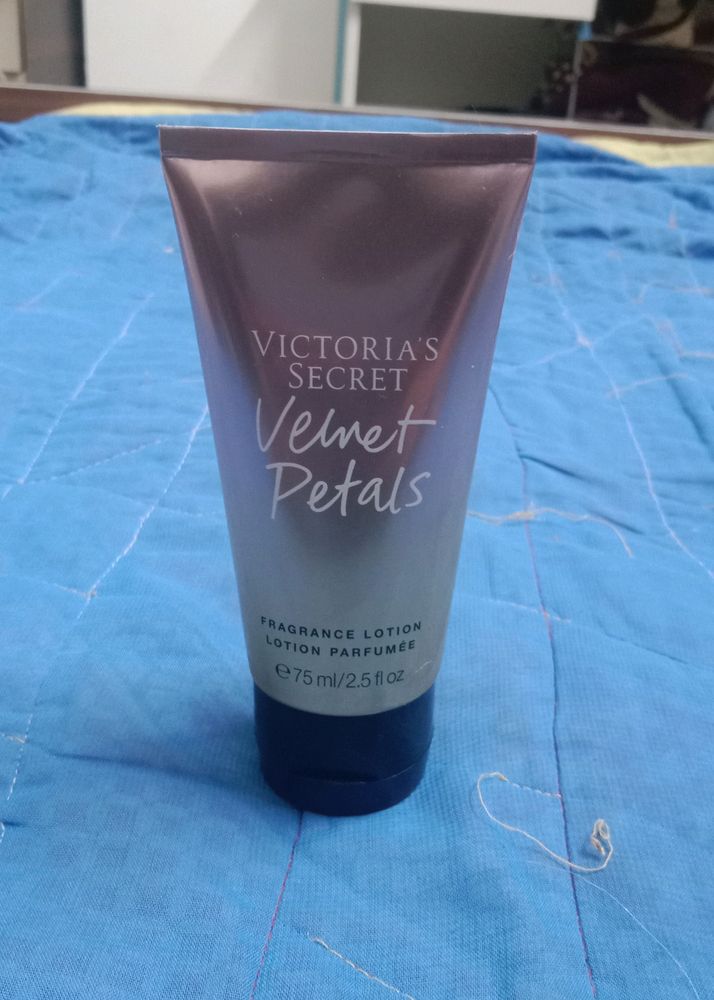 VICTORIA'S
SECRET
Velvet
Petals
FRAGRANCE LOTION
LOTION PARFUMÉE
℮75 ml/2.5 fl oz